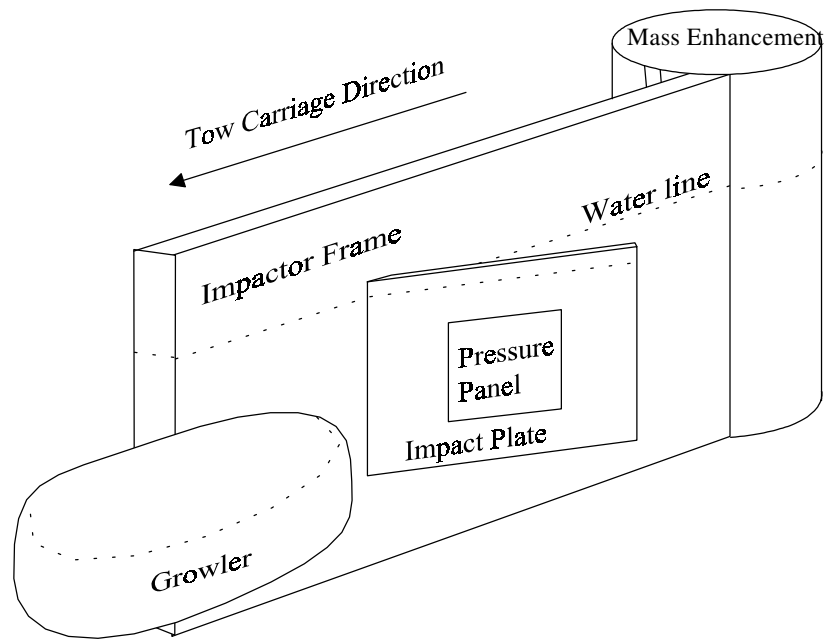 Mass Enhancement
Tow Carriage Direction
Water line
Impactor Frame
Pressure
Panel
Impact Plate
Growler